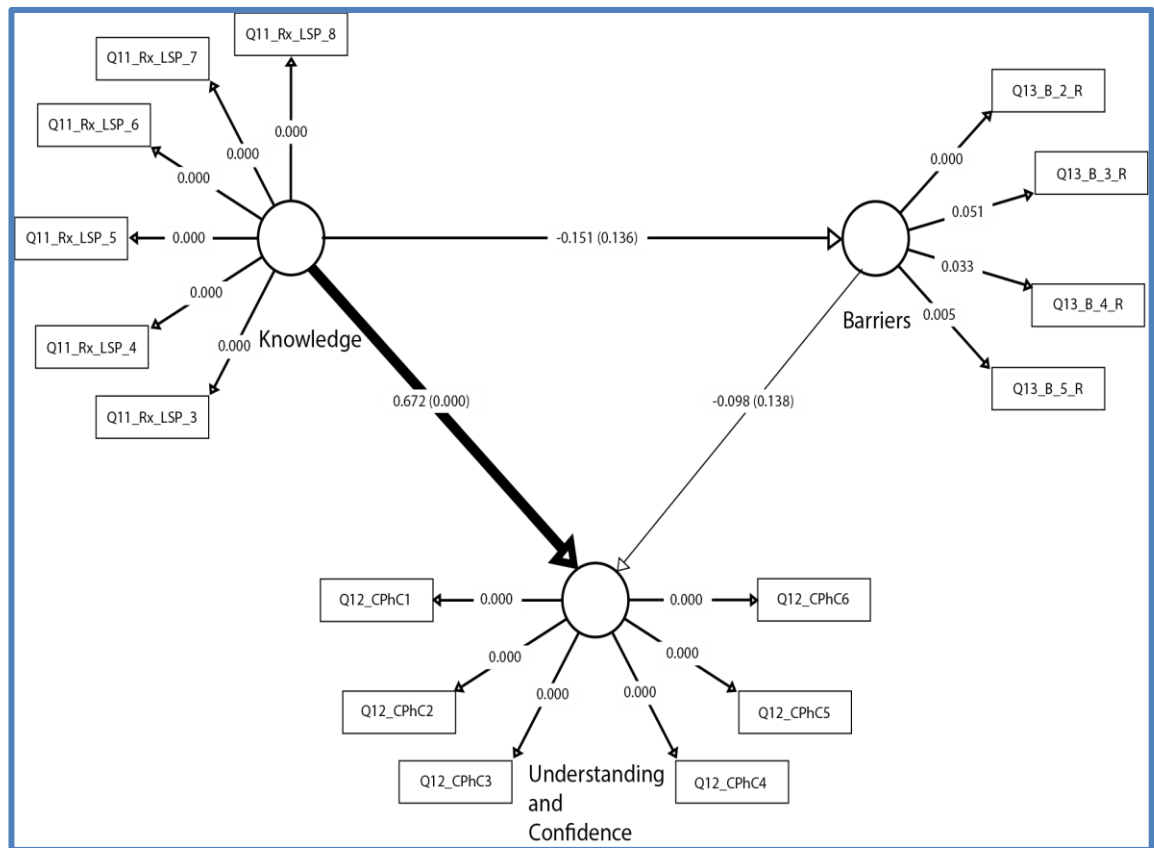 Q11_Rx_LSP_8
Q11_Rx_LSP_7
Q11_Rx_LSP_6
Q11_Rx_LSP_5
Q11_Rx_LSP_4
Q11_Rx_LSP_3
0.000
0.000
0.000
0.000
0.000
0.000
Knowledge
-0.151 (0.136)
0.672 (0.000)
-0.098 (0.138)
Q13_B_2_R
Q13_B_3_R
Q13_B_4_R
Q13_B_5_R
0.000
0.051
0.033
0.005
Barriers
Q12_CPhC1
Q12_CPhC2
Q12_CPhC3
Q12_CPhC4
Q12_CPhC5
Q12_CPhC6
0.000
0.000
0.000
0.000
0.000
0.000
Understanding
and
Confidence